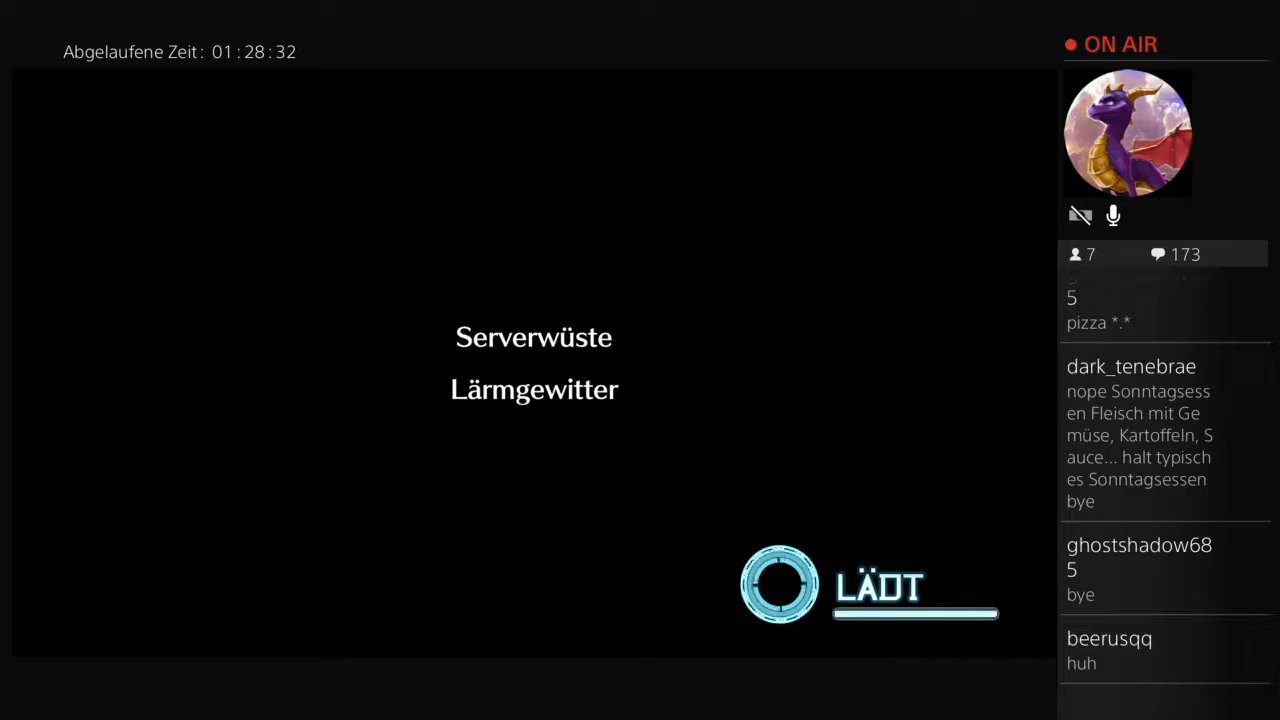 Abgelaufene Zeit: 01:28:32
ON AIR
7
173
Serverwüste
Lärmgewitter
LÄDT
5
pizza *.*
dark_tenebrae
nope Sonntagsess
en Fleisch mit Ge
müse, Kartoffeln, S
auce... halt typisch
es Sonntagsessen
bye
ghostshadow68
5
bye
beerusqq
huh